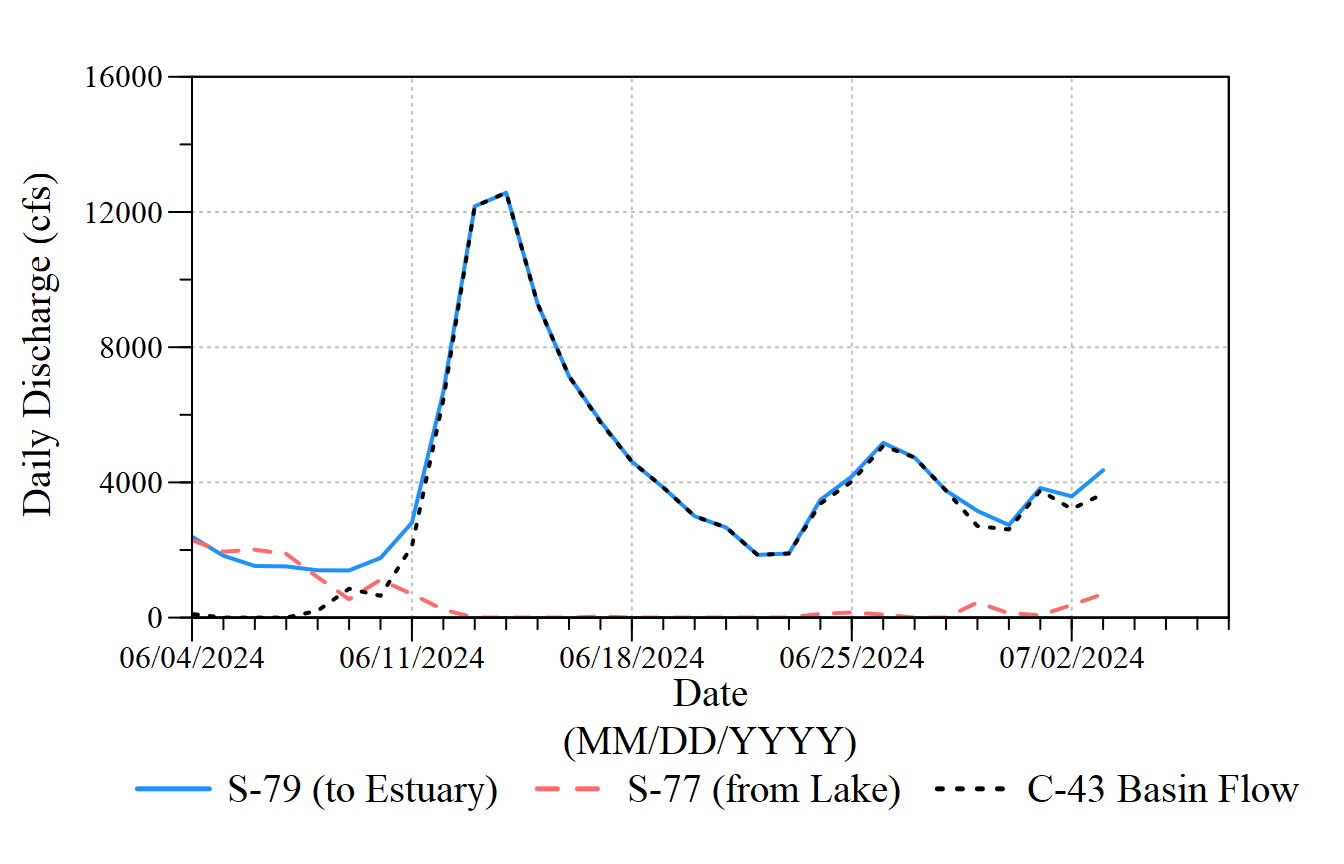 16000
12000
8000
4000
0
Daily Discharge (cfs)
06/04/2024 06/11/2024 06/18/2024 06/25/2024 07/02/2024
Date
(MM/DD/YYYY)
S-79 (to Estuary) S-77 (from Lake) C-43 Basin Flow